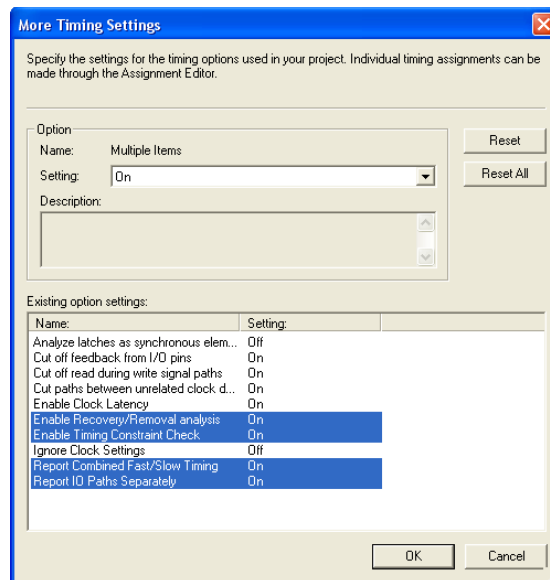 More Timing Settings
Specify the settings for the timing options used in your project. Individual timing assignments can be
made through the Assignment Editor.
Option
Name: Multiple Items
Reset
Setting: On
Reset All
Description:
Existing option settings:
Name: Setting:
Analyze latches as synchronous elem... Off
Cut off feedback from I/O pins On
Cut off read during write signal paths On
Cut paths between unrelated clock d... On
Enable Clock Latency On
Enable Recovery/Removal analysis On
Enable Timing Constraint Check On
Ignore Clock Settings Off
Report Combined Fast/Slow Timing On
Report IO Paths Separately On
OK Cancel